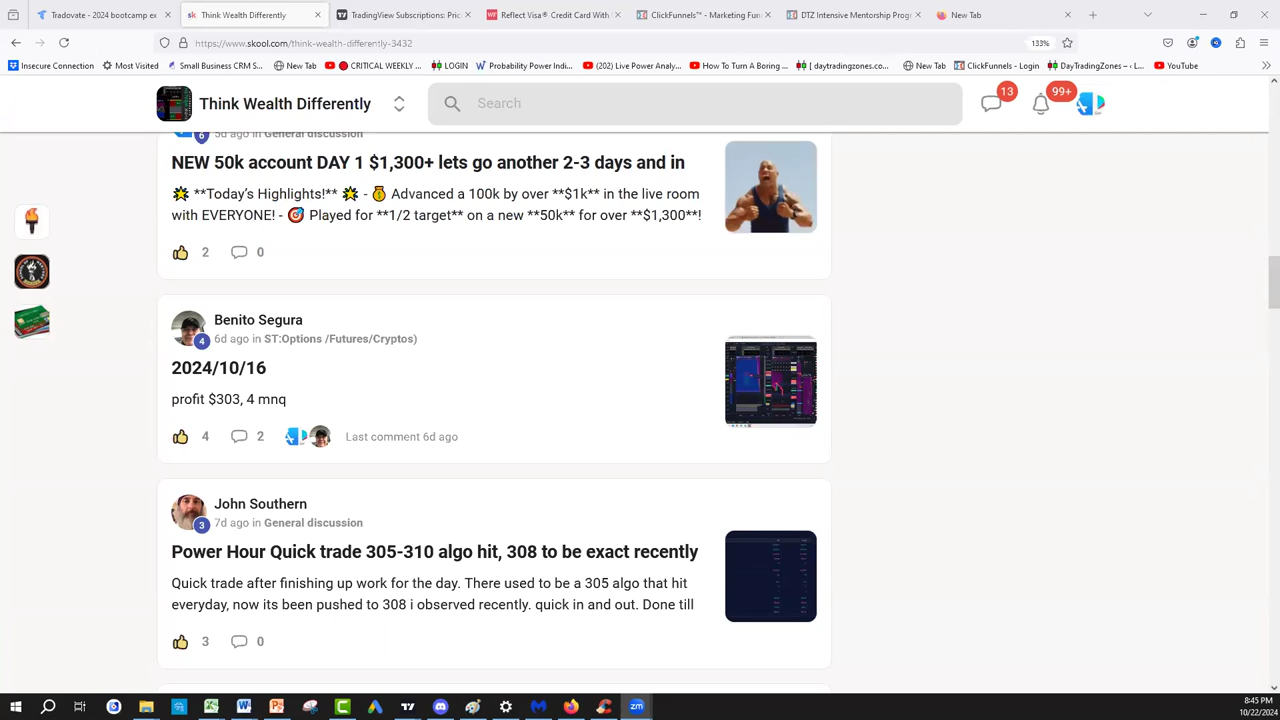 Tradovate - 2024 bootcamp ex
Think Wealth Differently
TradingView Subscriptions: Pric
Reflect Visa® Credit Card With
ClickFunnels™ - Marketing Fun
DTZ Intensive Mentorship Prog
New Tab
https://www.skool.com/think-wealth-differently-3432
133%
Insecure Connection
Most Visited
Small Business CRM S...
New Tab
CRITICAL WEEKLY ...
LOGIN
Probability Power Indi...
(202) Live Power Analy...
How To Turn A Boring ...
[ daytradingzones.co...
New Tab
ClickFunnels - Login
DayTradingZones – ‹ L...
YouTube
Think Wealth Differently
Search
13
99+
6
5d ago in General discussion
NEW 50k account DAY 1 $1,300+ lets go another 2-3 days and in
🌟 **Today's Highlights!** 🌟 - 💰 Advanced a 100k by over **$1k** in the live room
with EVERYONE! - 🎯 Played for **1/2 target** on a new **50k** for over **$1,300**!
2
0
Benito Segura
4
6d ago in ST:Options /Futures/Cryptos)
2024/10/16
profit $303, 4 mnq
4
2
Last comment 6d ago
John Southern
3
7d ago in General discussion
Power Hour Quick trade 305-310 algo hit, 308 to be exact recently
Quick trade after finishing work for the day. There used to be a 303 algo that hit
everyday, now its been pushed to 308 i nseseed recently. Quick in and out. Done till
3
0
8:45 PM
10/22/2024